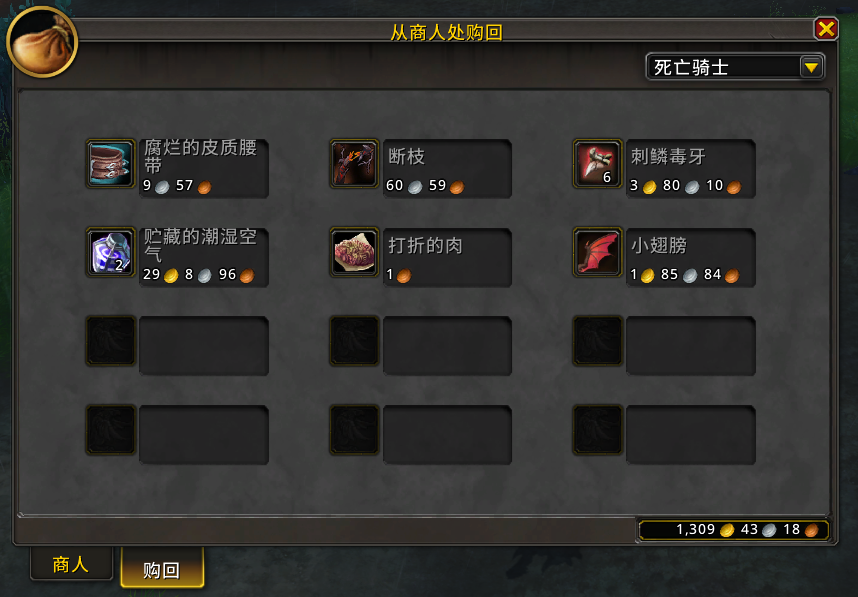 从商人处购回
死亡骑士
腐烂的皮质腰
带
9 57
断枝
60 59
刺鳞毒牙
6
3 80 10
贮藏的潮湿空
气
2
29 8 96
打折的肉
1
小翅膀
1 85 84
1,309 43 18
商人
购回